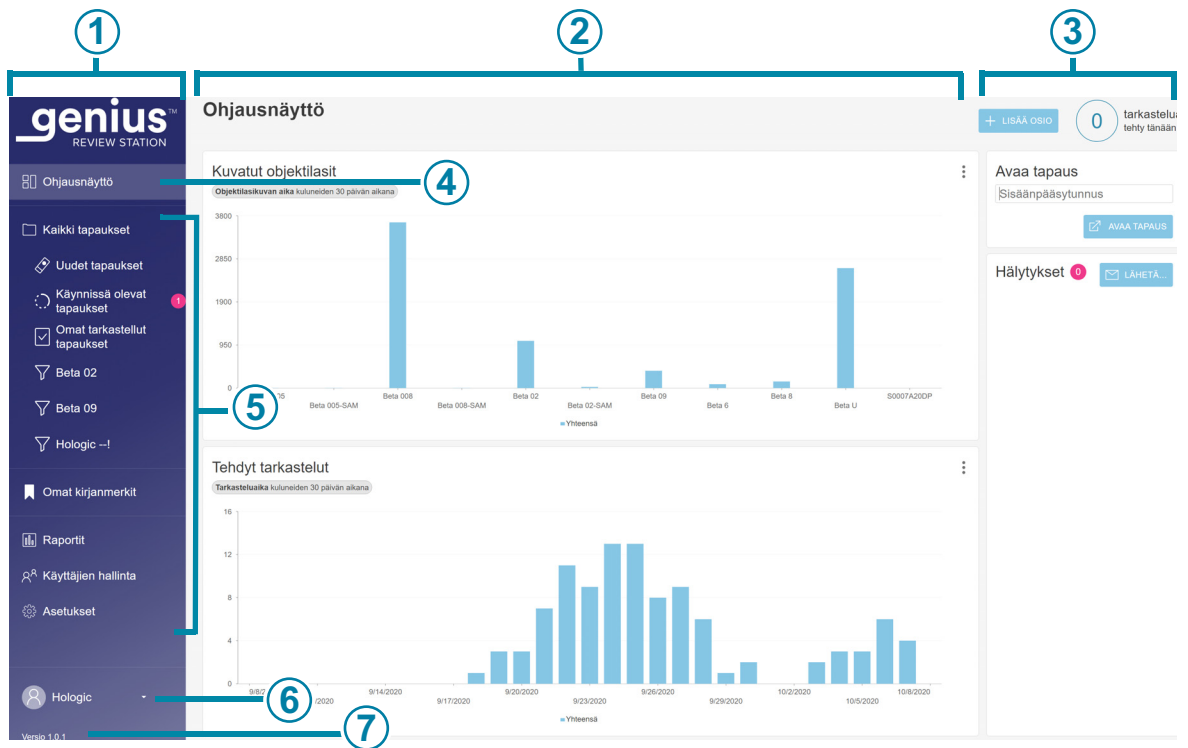 1
2
3
genius™
REVIEW STATION
Ohjausnäyttö
4
Kaikki tapaukset
Uudet tapaukset
Käynnissä olevat
tapaukset
1
Omat tarkastellut
tapaukset
Beta 02
Beta 09
Hologic --!
5
Omat kirjanmerkit
Raportit
Käyttäjien hallinta
Asetukset
Hologic
6
Versio 1.0.1
7
Ohjausnäyttö
+ LISÄÄ OSIO
0
tarkastelua
tehty tänään
Kuvatut objektilasit
Objektilasikuvan aika kuluneiden 30 päivän aikana
3800
2850
1900
950
0
05
Beta 005-SAM
Beta 008
Beta 008-SAM
Beta 02
Beta 02-SAM
Beta 09
Beta 6
Beta 8
Beta U
S0007A20DP
Yhteensä
Tehdyt tarkastelut
Tarkasteluaika kuluneiden 30 päivän aikana
16
12
8
4
0
9/8/2
/2020
9/14/2020
9/17/2020
9/20/2020
9/23/2020
9/26/2020
9/29/2020
10/2/2020
10/5/2020
10/8/2020
Yhteensä
Avaa tapaus
Sisäänpääsytunnus
AVAA TAPAUS
Hälytykset 0
LÄHETÄ...